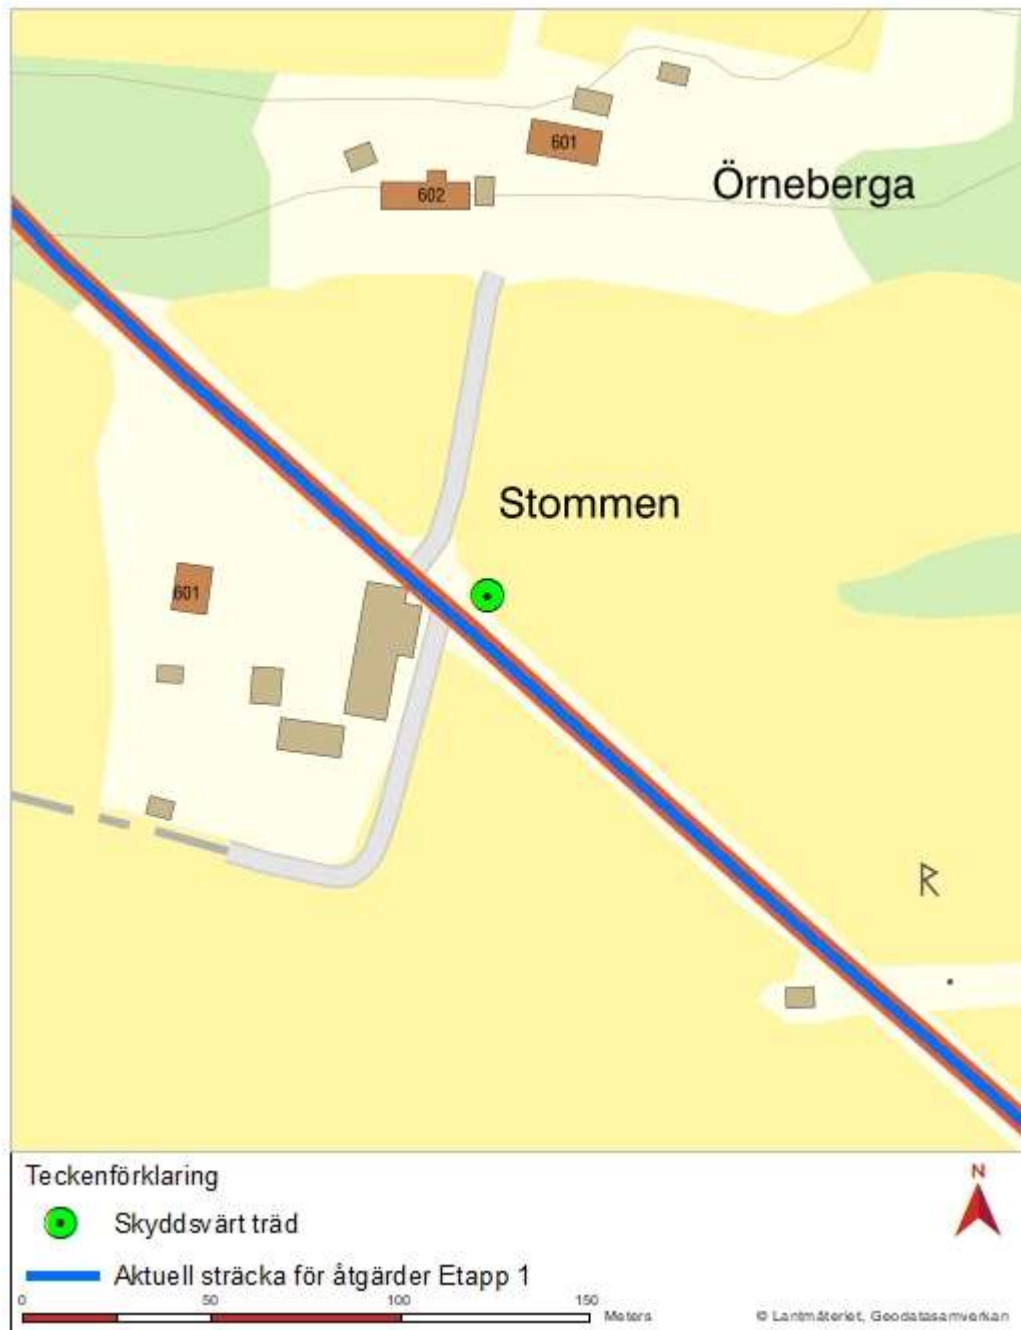 601
602
Örneberga
Stommen
601
Teckenförklaring
N
Skyddsvärt träd
Aktuell sträcka för åtgärder Etapp 1
0 50 100 150
Meters
© Lantmäteriet, Geodatasamverkan